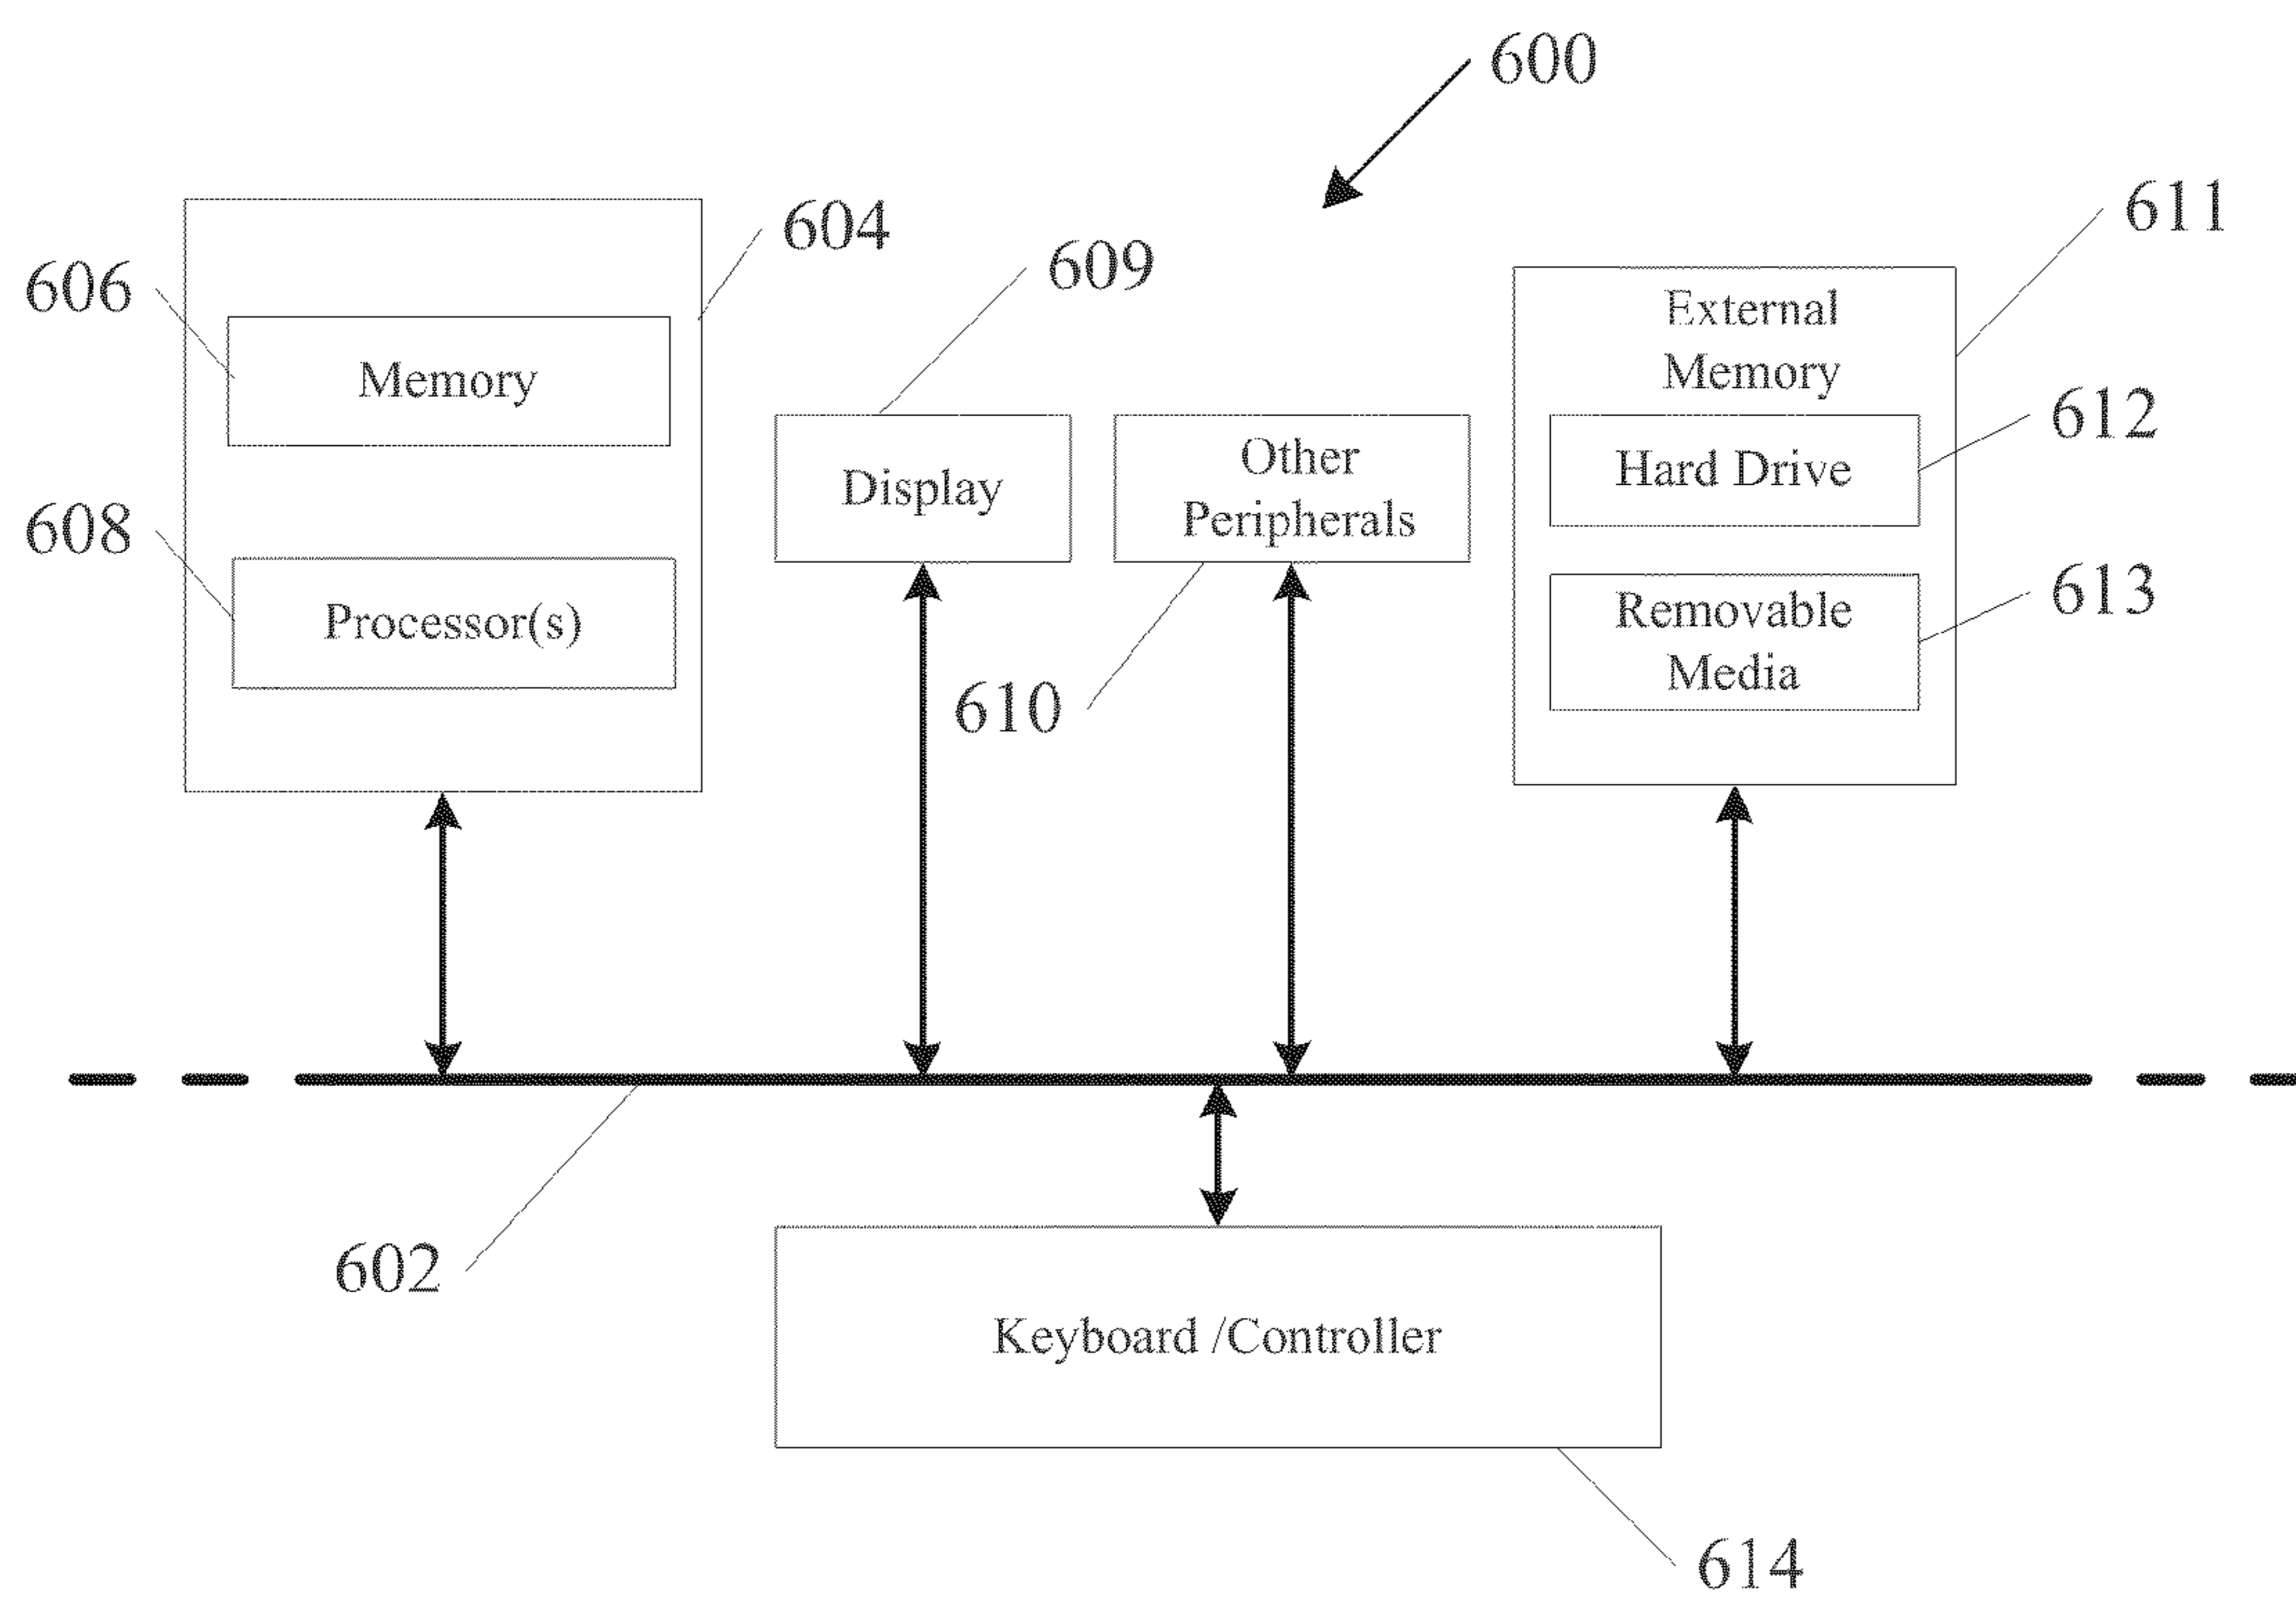 600
611
604
609
606
External
Memory
Memory
612
Other
Hard Drive
Display
Peripherals
608
Removable
613
Processor(s)
Media
610
602
Keyboard /Controller
614